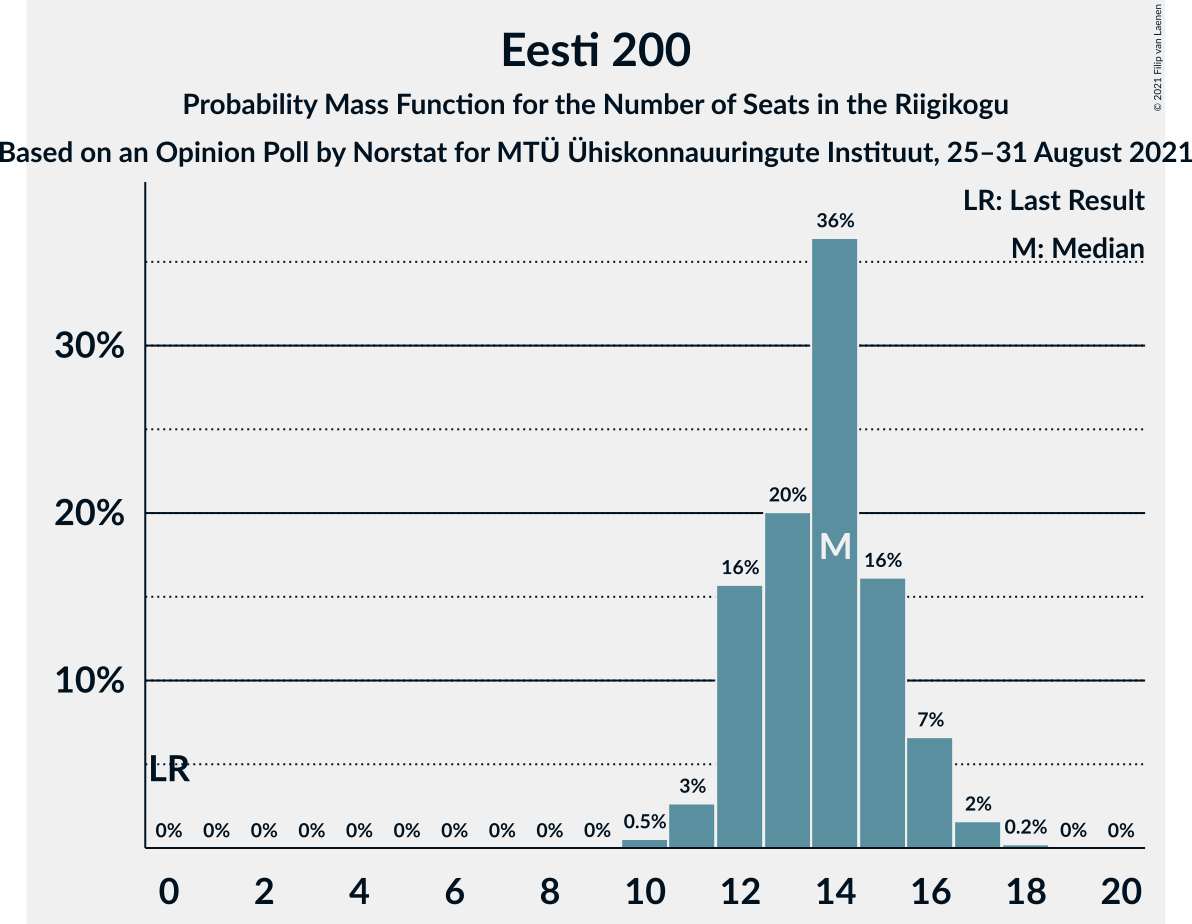 Eesti 200
Probability Mass Function for the Number of Seats in the Riigikogu
Based on an Opinion Poll by Norstat for MTÜ Ühiskonnauuringute Instituut, 25–31 August 2021
© 2021 Filip van Laenen
LR: Last Result
M: Median
36%
30%
20%
20%
M
16%
16%
10%
7%
LR
3%
2%
0% 0% 0% 0% 0% 0% 0% 0% 0% 0% 0.5% 0.2% 0% 0%
0 2 4 6 8 10 12 14 16 18 20